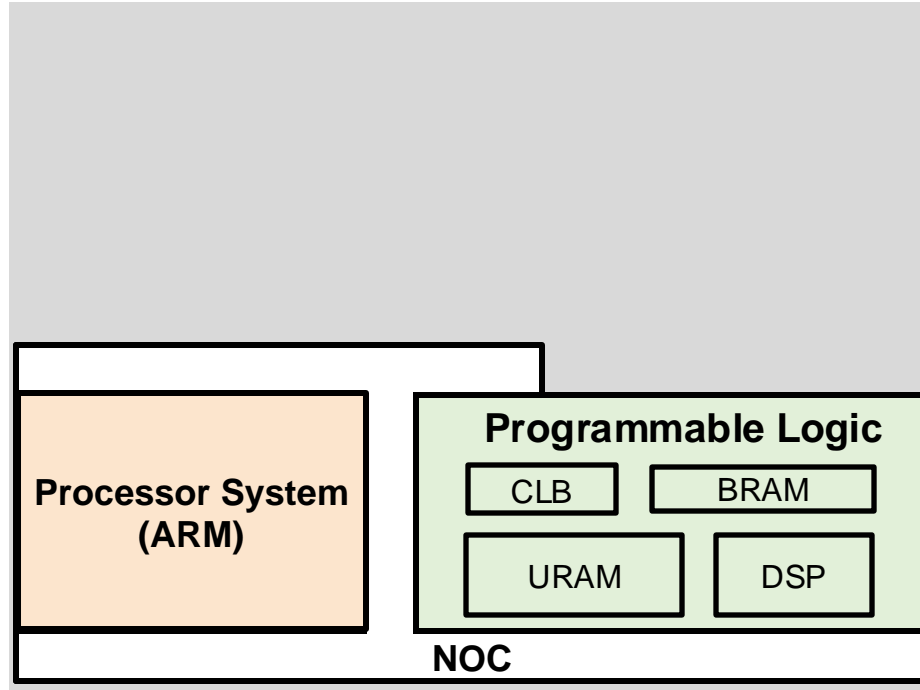 Programmable Logic
CLB
BRAM
Processor System
(ARM)
URAM
DSP
NOC